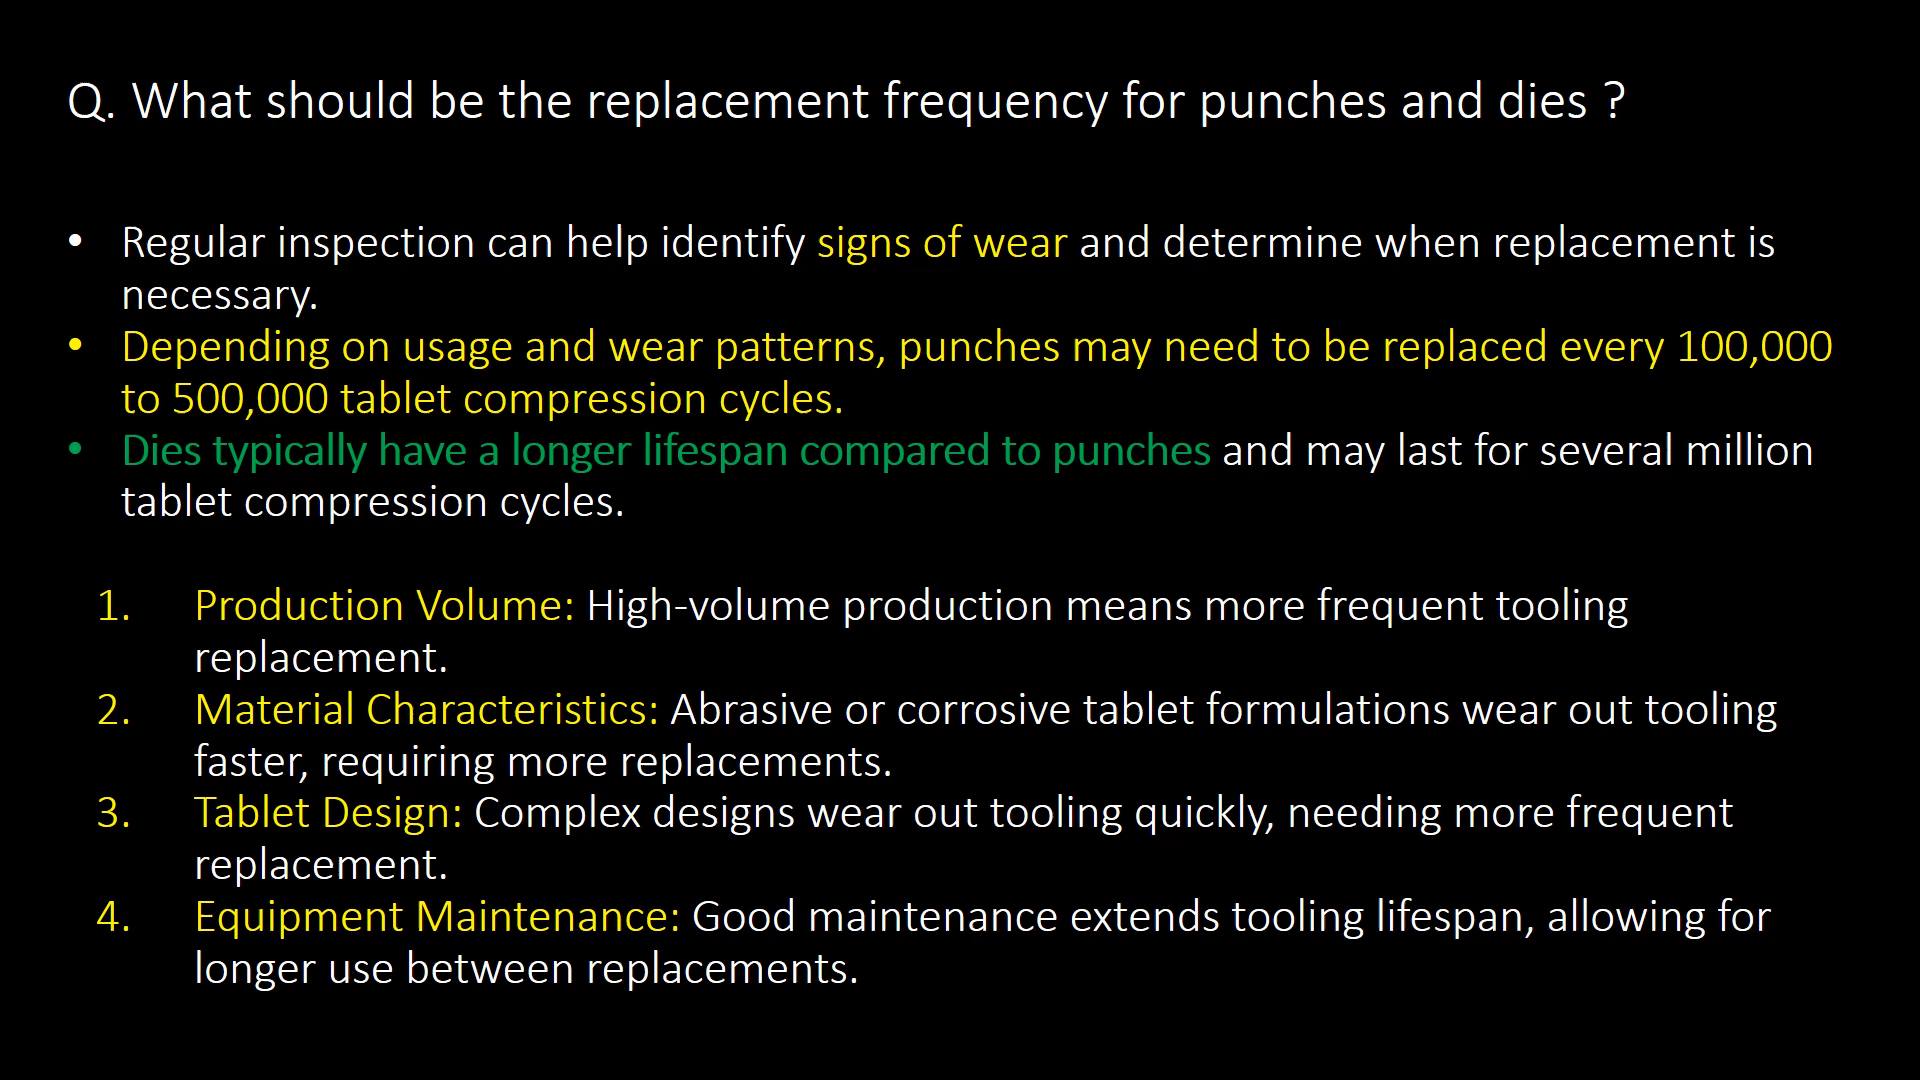 Q. What should be the replacement frequency for punches and dies ?
• Regular inspection can help identify signs of wear and determine when replacement is
necessary.
• Depending on usage and wear patterns, punches may need to be replaced every 100,000
to 500,000 tablet compression cycles.
• Dies typically have a longer lifespan compared to punches and may last for several million
tablet compression cycles.
1. Production Volume: High-volume production means more frequent tooling
replacement.
2. Material Characteristics: Abrasive or corrosive tablet formulations wear out tooling
faster, requiring more replacements.
3. Tablet Design: Complex designs wear out tooling quickly, needing more frequent
replacement.
4. Equipment Maintenance: Good maintenance extends tooling lifespan, allowing for
longer use between replacements.